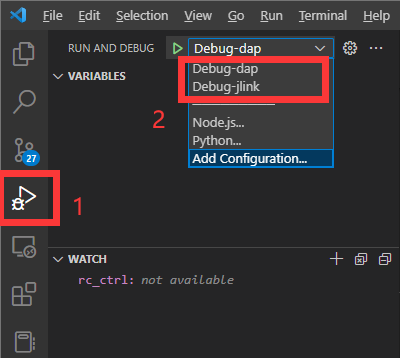 File Edit Selection View Go Run Terminal Help
RUN AND DEBUG Debug-dap
VARIABLES
Debug-dap
Debug-jlink
2
Node.js...
Python...
Add Configuration...
27
1
WATCH
rc_ctrl: not available